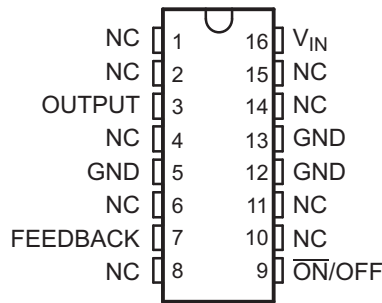 NC 1 16 VIN
NC 2 15 NC
OUTPUT 3 14 NC
NC 4 13 GND
GND 5 12 GND
NC 6 11 NC
FEEDBACK 7 10 NC
NC 8 9 O̅N̅/OFF